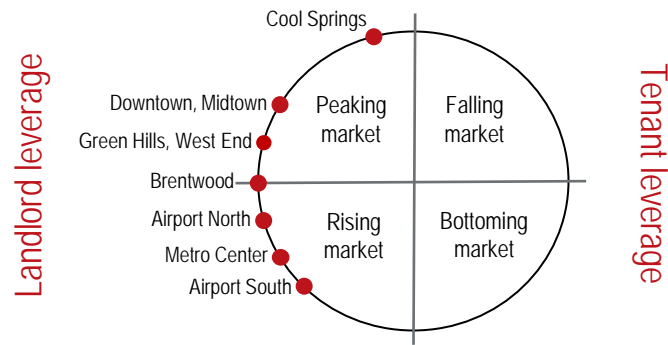 Cool Springs
Landlord leverage
Tenant leverage
Downtown, Midtown
Peaking
market
Falling
market
Green Hills, West End
Brentwood
Airport North
Rising
market
Bottoming
market
Metro Center
Airport South